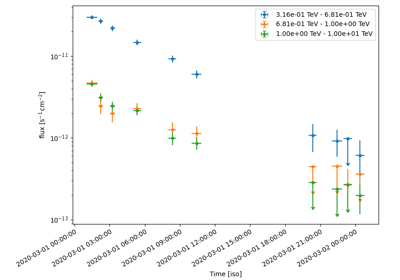 3.16e-01 TeV - 6.81e-01 TeV
6.81e-01 TeV - 1.00e+00 TeV
1.00e+00 TeV - 1.00e+01 TeV
10⁻¹¹
10⁻¹²
10⁻¹³
flux [s⁻¹cm⁻²]
2020-03-01 00:00:00
2020-03-01 03:00:00
2020-03-01 06:00:00
2020-03-01 09:00:00
2020-03-01 12:00:00
2020-03-01 15:00:00
2020-03-01 18:00:00
2020-03-01 21:00:00
2020-03-02 00:00:00
Time [iso]